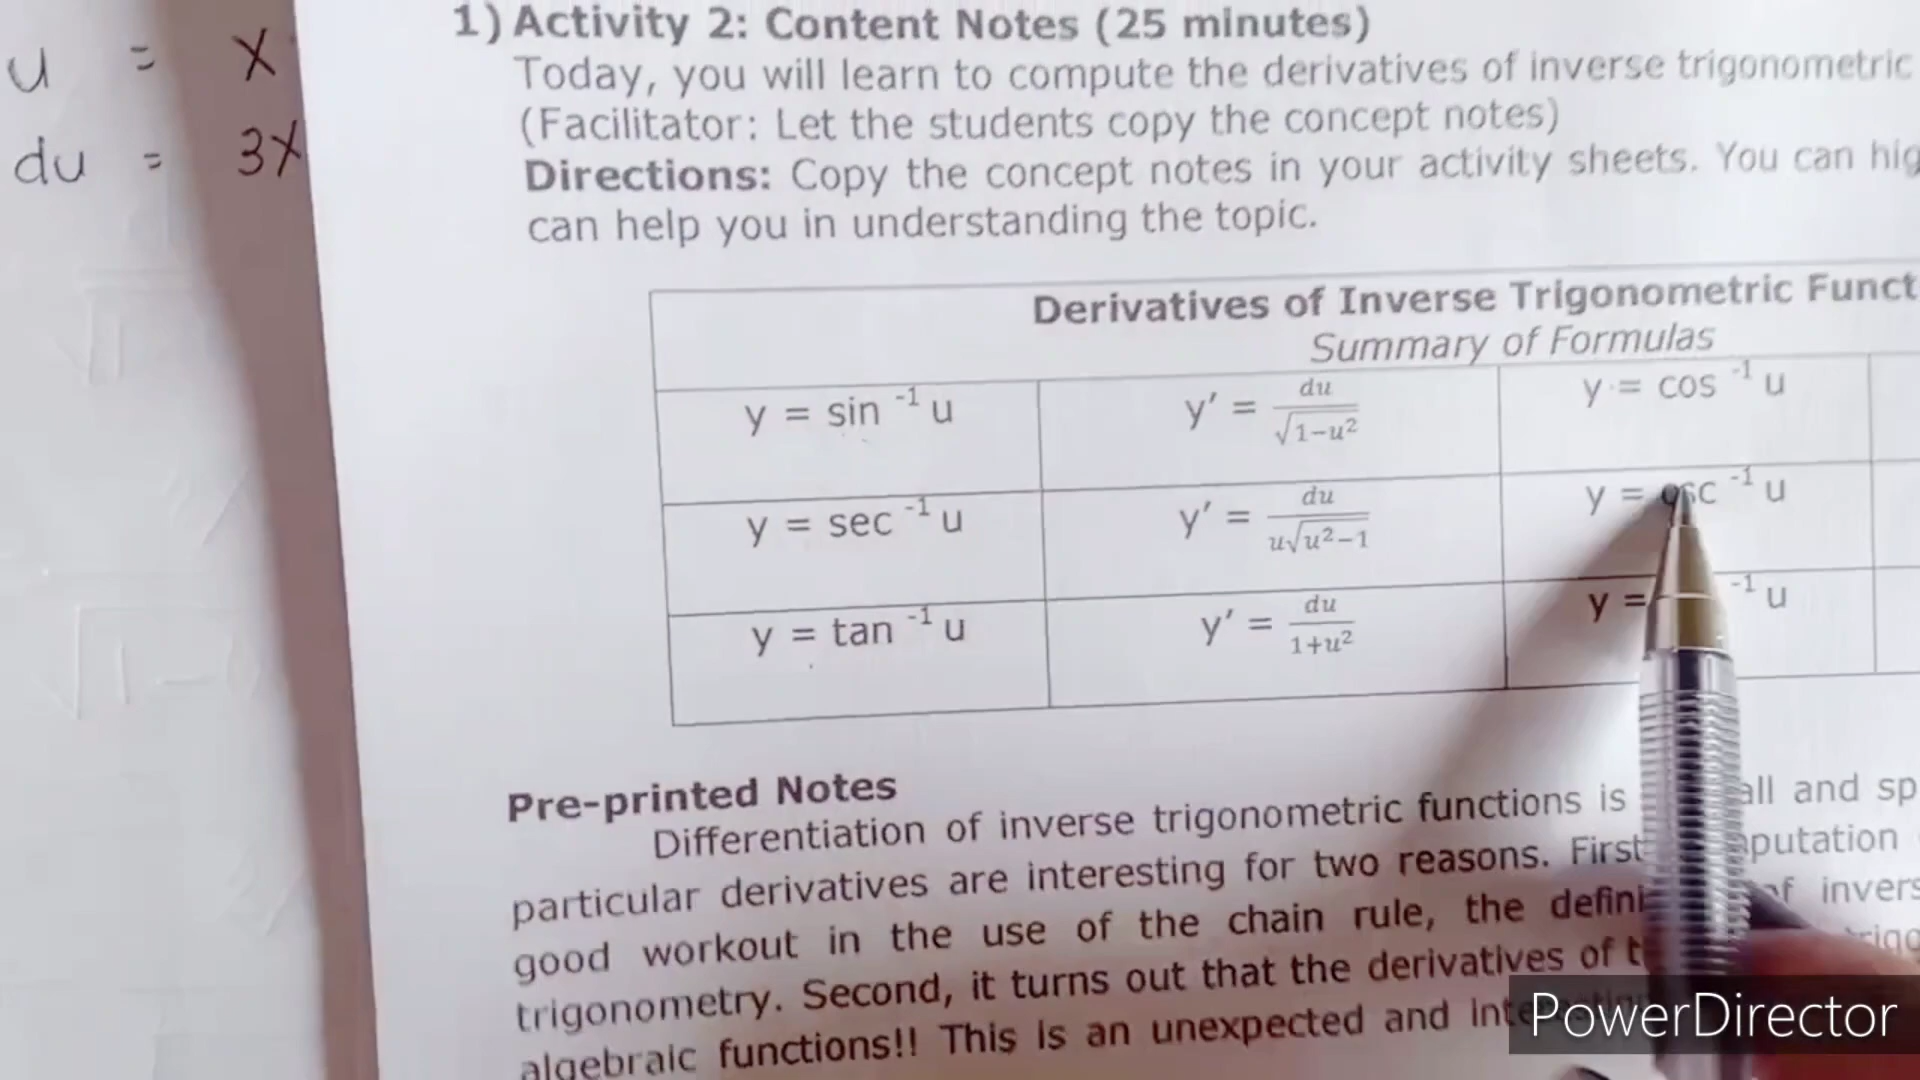 u = x
du = 3x
1) Activity 2: Content Notes (25 minutes)
Today, you will learn to compute the derivatives of inverse trigonometric
(Facilitator: Let the students copy the concept notes)
Directions: Copy the concept notes in your activity sheets. You can hig
can help you in understanding the topic.
Derivatives of Inverse Trigonometric Funct
Summary of Formulas
y = sin ⁻¹ u y' = du/√1−u² y = cos ⁻¹ u
y = sec ⁻¹ u y' = du/u√u²−1 y = csc ⁻¹ u
y = tan ⁻¹ u y' = du/1+u² y = ⁻¹ u
Pre-printed Notes
Differentiation of inverse trigonometric functions is all and sp
particular derivatives are interesting for two reasons. First putation
good workout in the use of the chain rule, the defini of invers
trigonometry. Second, it turns out that the derivatives of t trigo
algebraic functions!! This is an unexpected and
PowerDirector